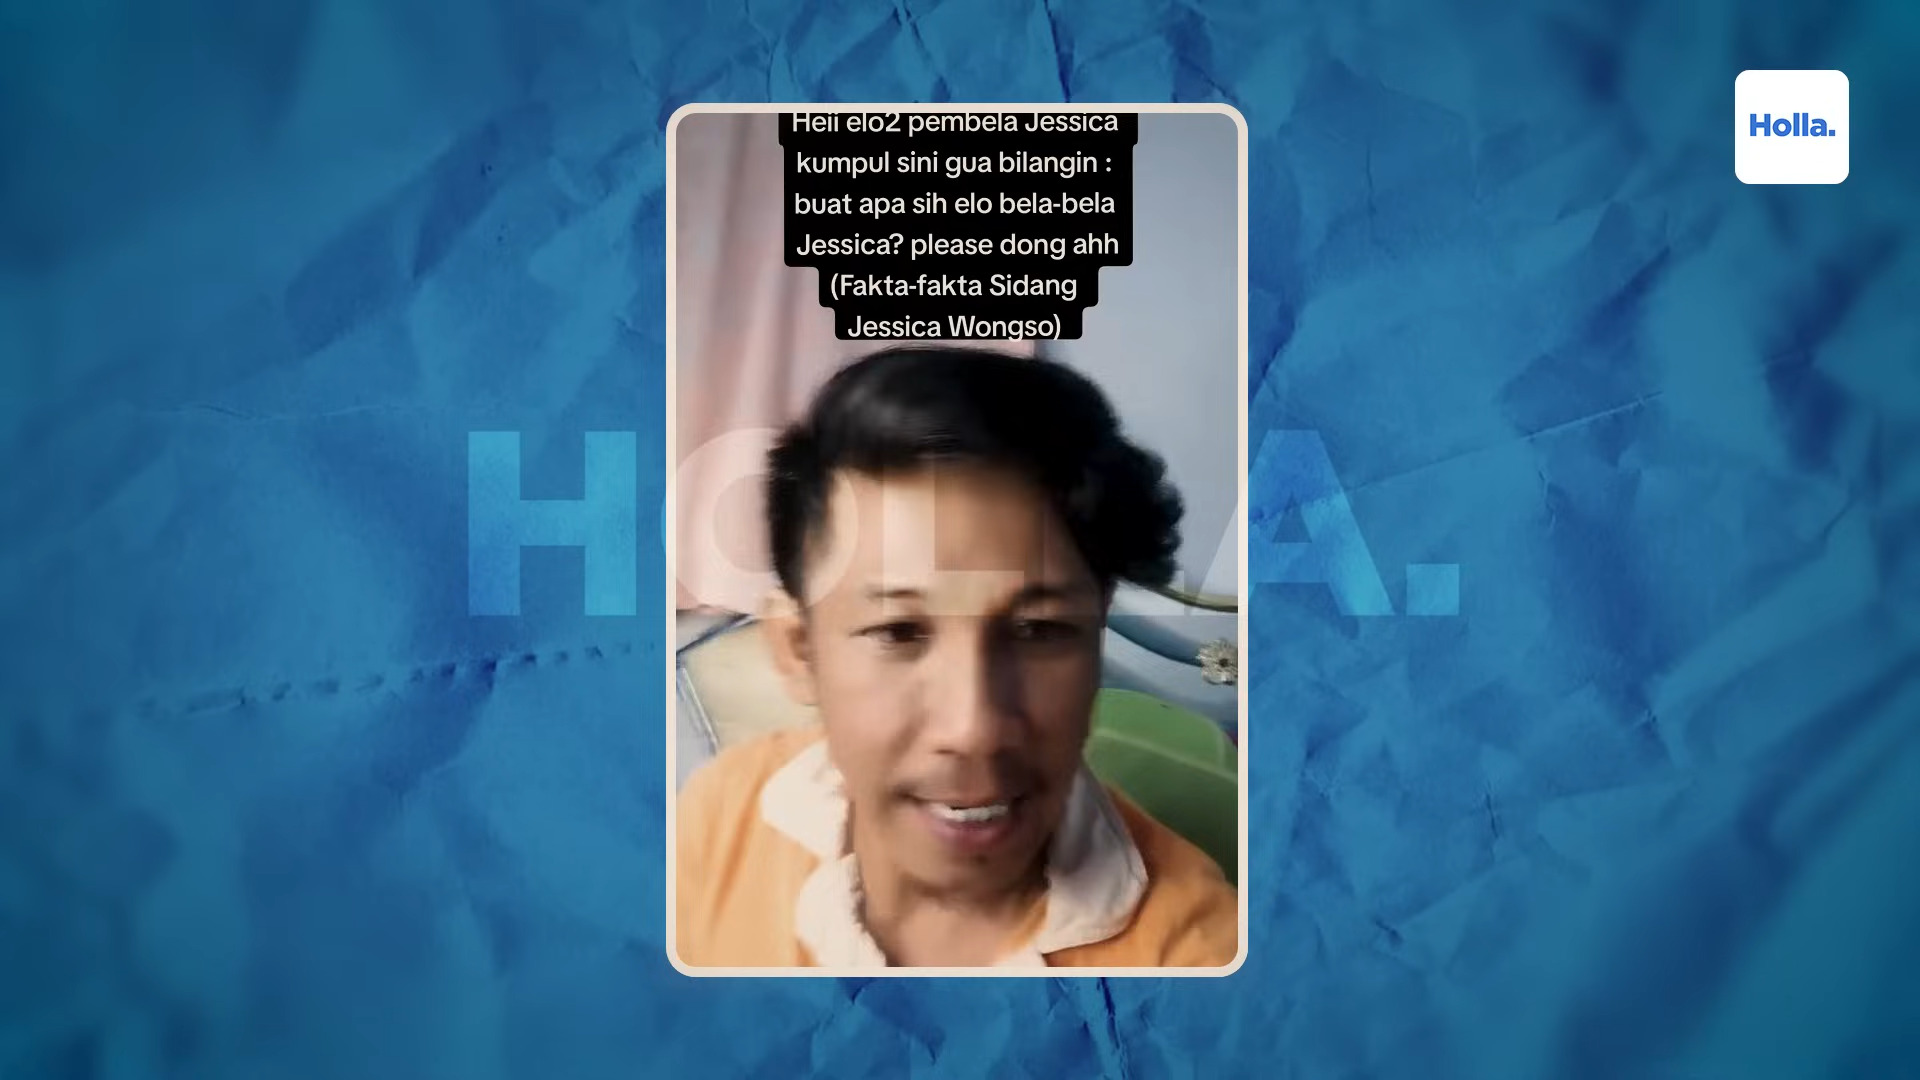 Heii elo2 pembela Jessica
kumpul sini gua bilangin :
buat apa sih elo bela-bela
Jessica? please dong ahh
(Fakta-fakta Sidang
Jessica Wongso)
Holla.
HOLLA.